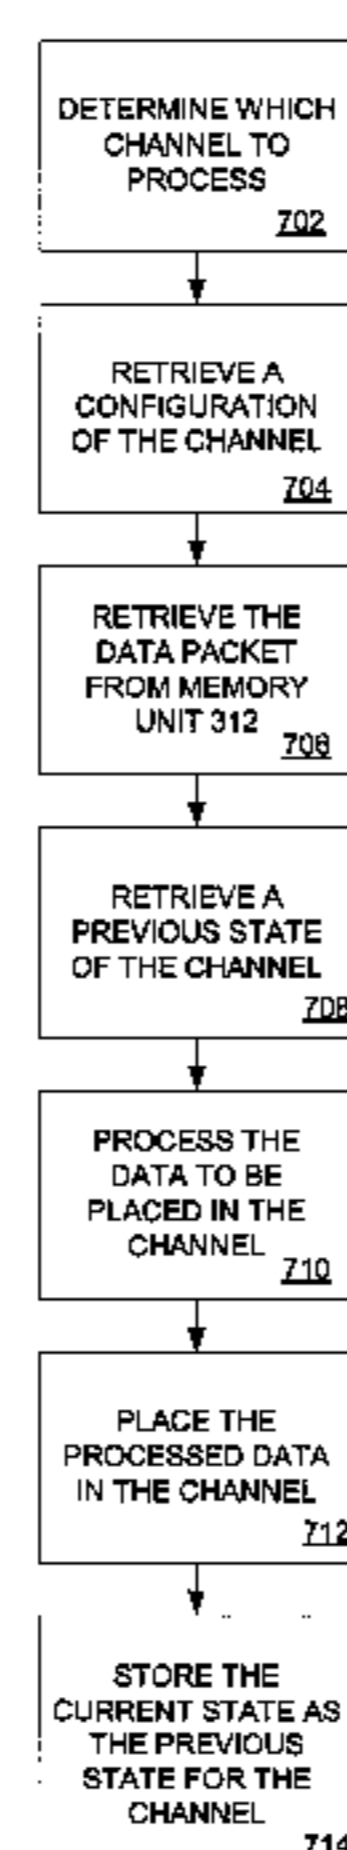 DETERMINE WHICH
CHANNEL TO
PROCESS
702
RETRIEVE A
CONFIGURATION
OF THE CHANNEL
704
RETRIEVE THE
DATA PACKET
FROM MEMORY
UNIT 312
706
RETRIEVE A
PREVIOUS STATE
OF THE CHANNEL
708
PROCESS THE
DATA TO BE
PLACED IN THE
CHANNEL
710
PLACE THE
PROCESSED DATA
IN THE CHANNEL
712
STORE THE
CURRENT STATE AS
THE PREVIOUS
STATE FOR THE
CHANNEL
714